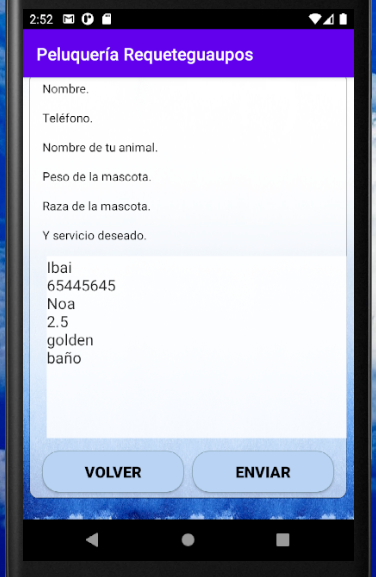 2:52
Peluquería Requeteguaupos
Nombre.
Teléfono.
Nombre de tu animal.
Peso de la mascota.
Raza de la mascota.
Y servicio deseado.
Ibai
65445645
Noa
2.5
golden
baño
VOLVER ENVIAR